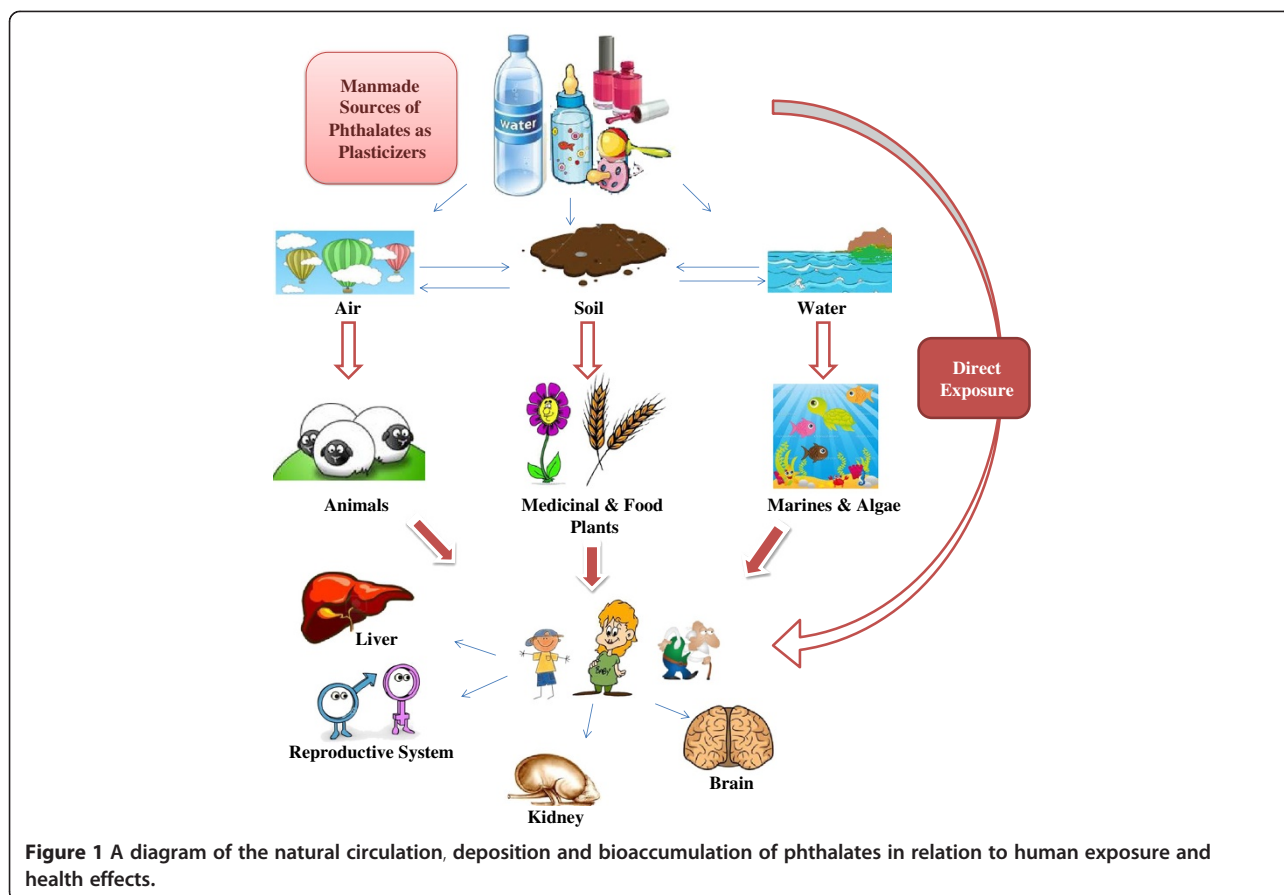 Manmade
Sources of
Phthalates as
Plasticizers
water
Air
Soil
Water
Direct
Exposure
Animals
Medicinal & Food
Plants
Marines & Algae
Liver
BABY
Reproductive System
Brain
Kidney
Figure 1 A diagram of the natural circulation, deposition and bioaccumulation of phthalates in relation to human exposure and
health effects.